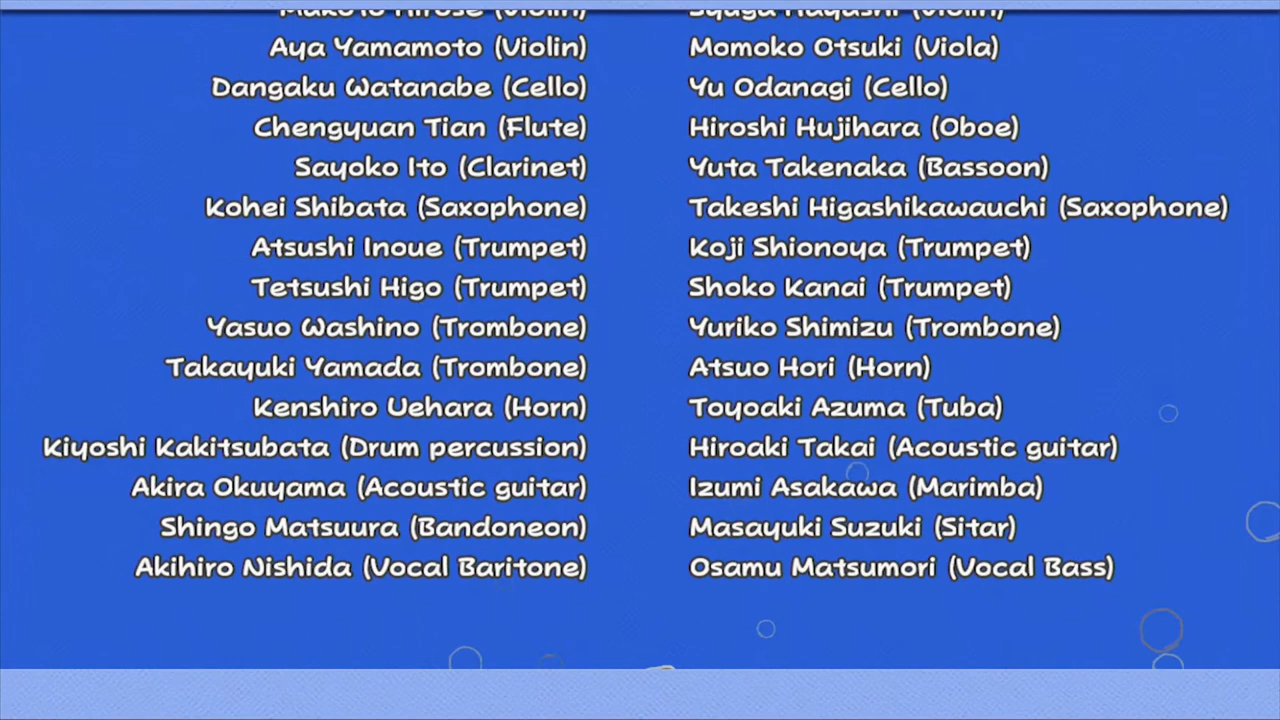 Aya Yamamoto (Violin) Momoko Otsuki (Viola)
Dangaku Watanabe (Cello) Yu Odanagi (Cello)
Chengyuan Tian (Flute) Hiroshi Hujihara (Oboe)
Sayoko Ito (Clarinet) Yuta Takenaka (Bassoon)
Kohei Shibata (Saxophone) Takeshi Higashikawauchi (Saxophone)
Atsushi Inoue (Trumpet) Koji Shionoya (Trumpet)
Tetsushi Higo (Trumpet) Shoko Kanai (Trumpet)
Yasuo Washino (Trombone) Yuriko Shimizu (Trombone)
Takayuki Yamada (Trombone) Atsuo Hori (Horn)
Kenshiro Uehara (Horn) Toyoaki Azuma (Tuba)
Kiyoshi Kakitsubata (Drum percussion) Hiroaki Takai (Acoustic guitar)
Akira Okuyama (Acoustic guitar) Izumi Asakawa (Marimba)
Shingo Matsuura (Bandoneon) Masayuki Suzuki (Sitar)
Akihiro Nishida (Vocal Baritone) Osamu Matsumori (Vocal Bass)